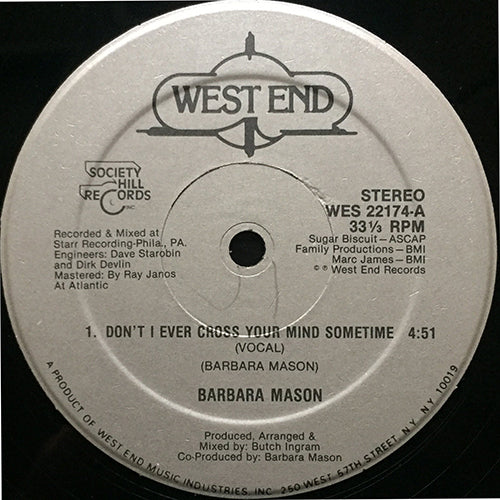 WEST END
SOCIETY
HILL
RECORDS
INC.
STEREO
WES 22174-A
33⅓ RPM
Sugar Biscuit–ASCAP
Family Productions–BMI
Marc James–BMI
© ℗ West End Records
Recorded & Mixed at
Starr Recording-Phila., PA.
Engineers: Dave Starobin
and Dirk Devlin
Mastered: By Ray Janos
At Atlantic
1. DON'T I EVER CROSS YOUR MIND SOMETIME 4:51
(VOCAL)
(BARBARA MASON)
BARBARA MASON
Produced, Arranged &
Mixed by: Butch Ingram
Co-Produced by: Barbara Mason
A PRODUCT OF WEST END MUSIC INDUSTRIES, INC. 250 WEST 57TH STREET, NY, NY 10019